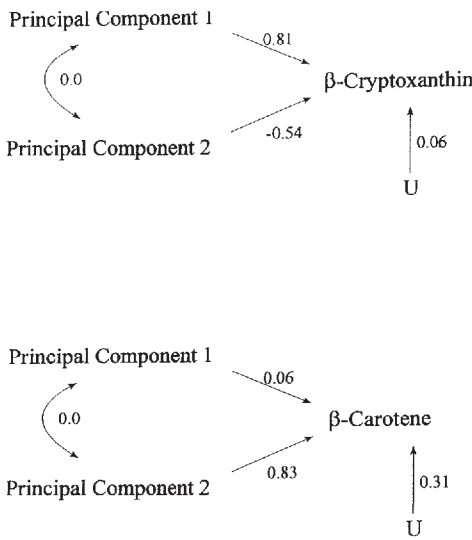 Principal Component 1
0.81
0.0
β-Cryptoxanthin
-0.54
Principal Component 2
0.06
U
Principal Component 1
0.06
0.0
β-Carotene
0.83
Principal Component 2
0.31
U